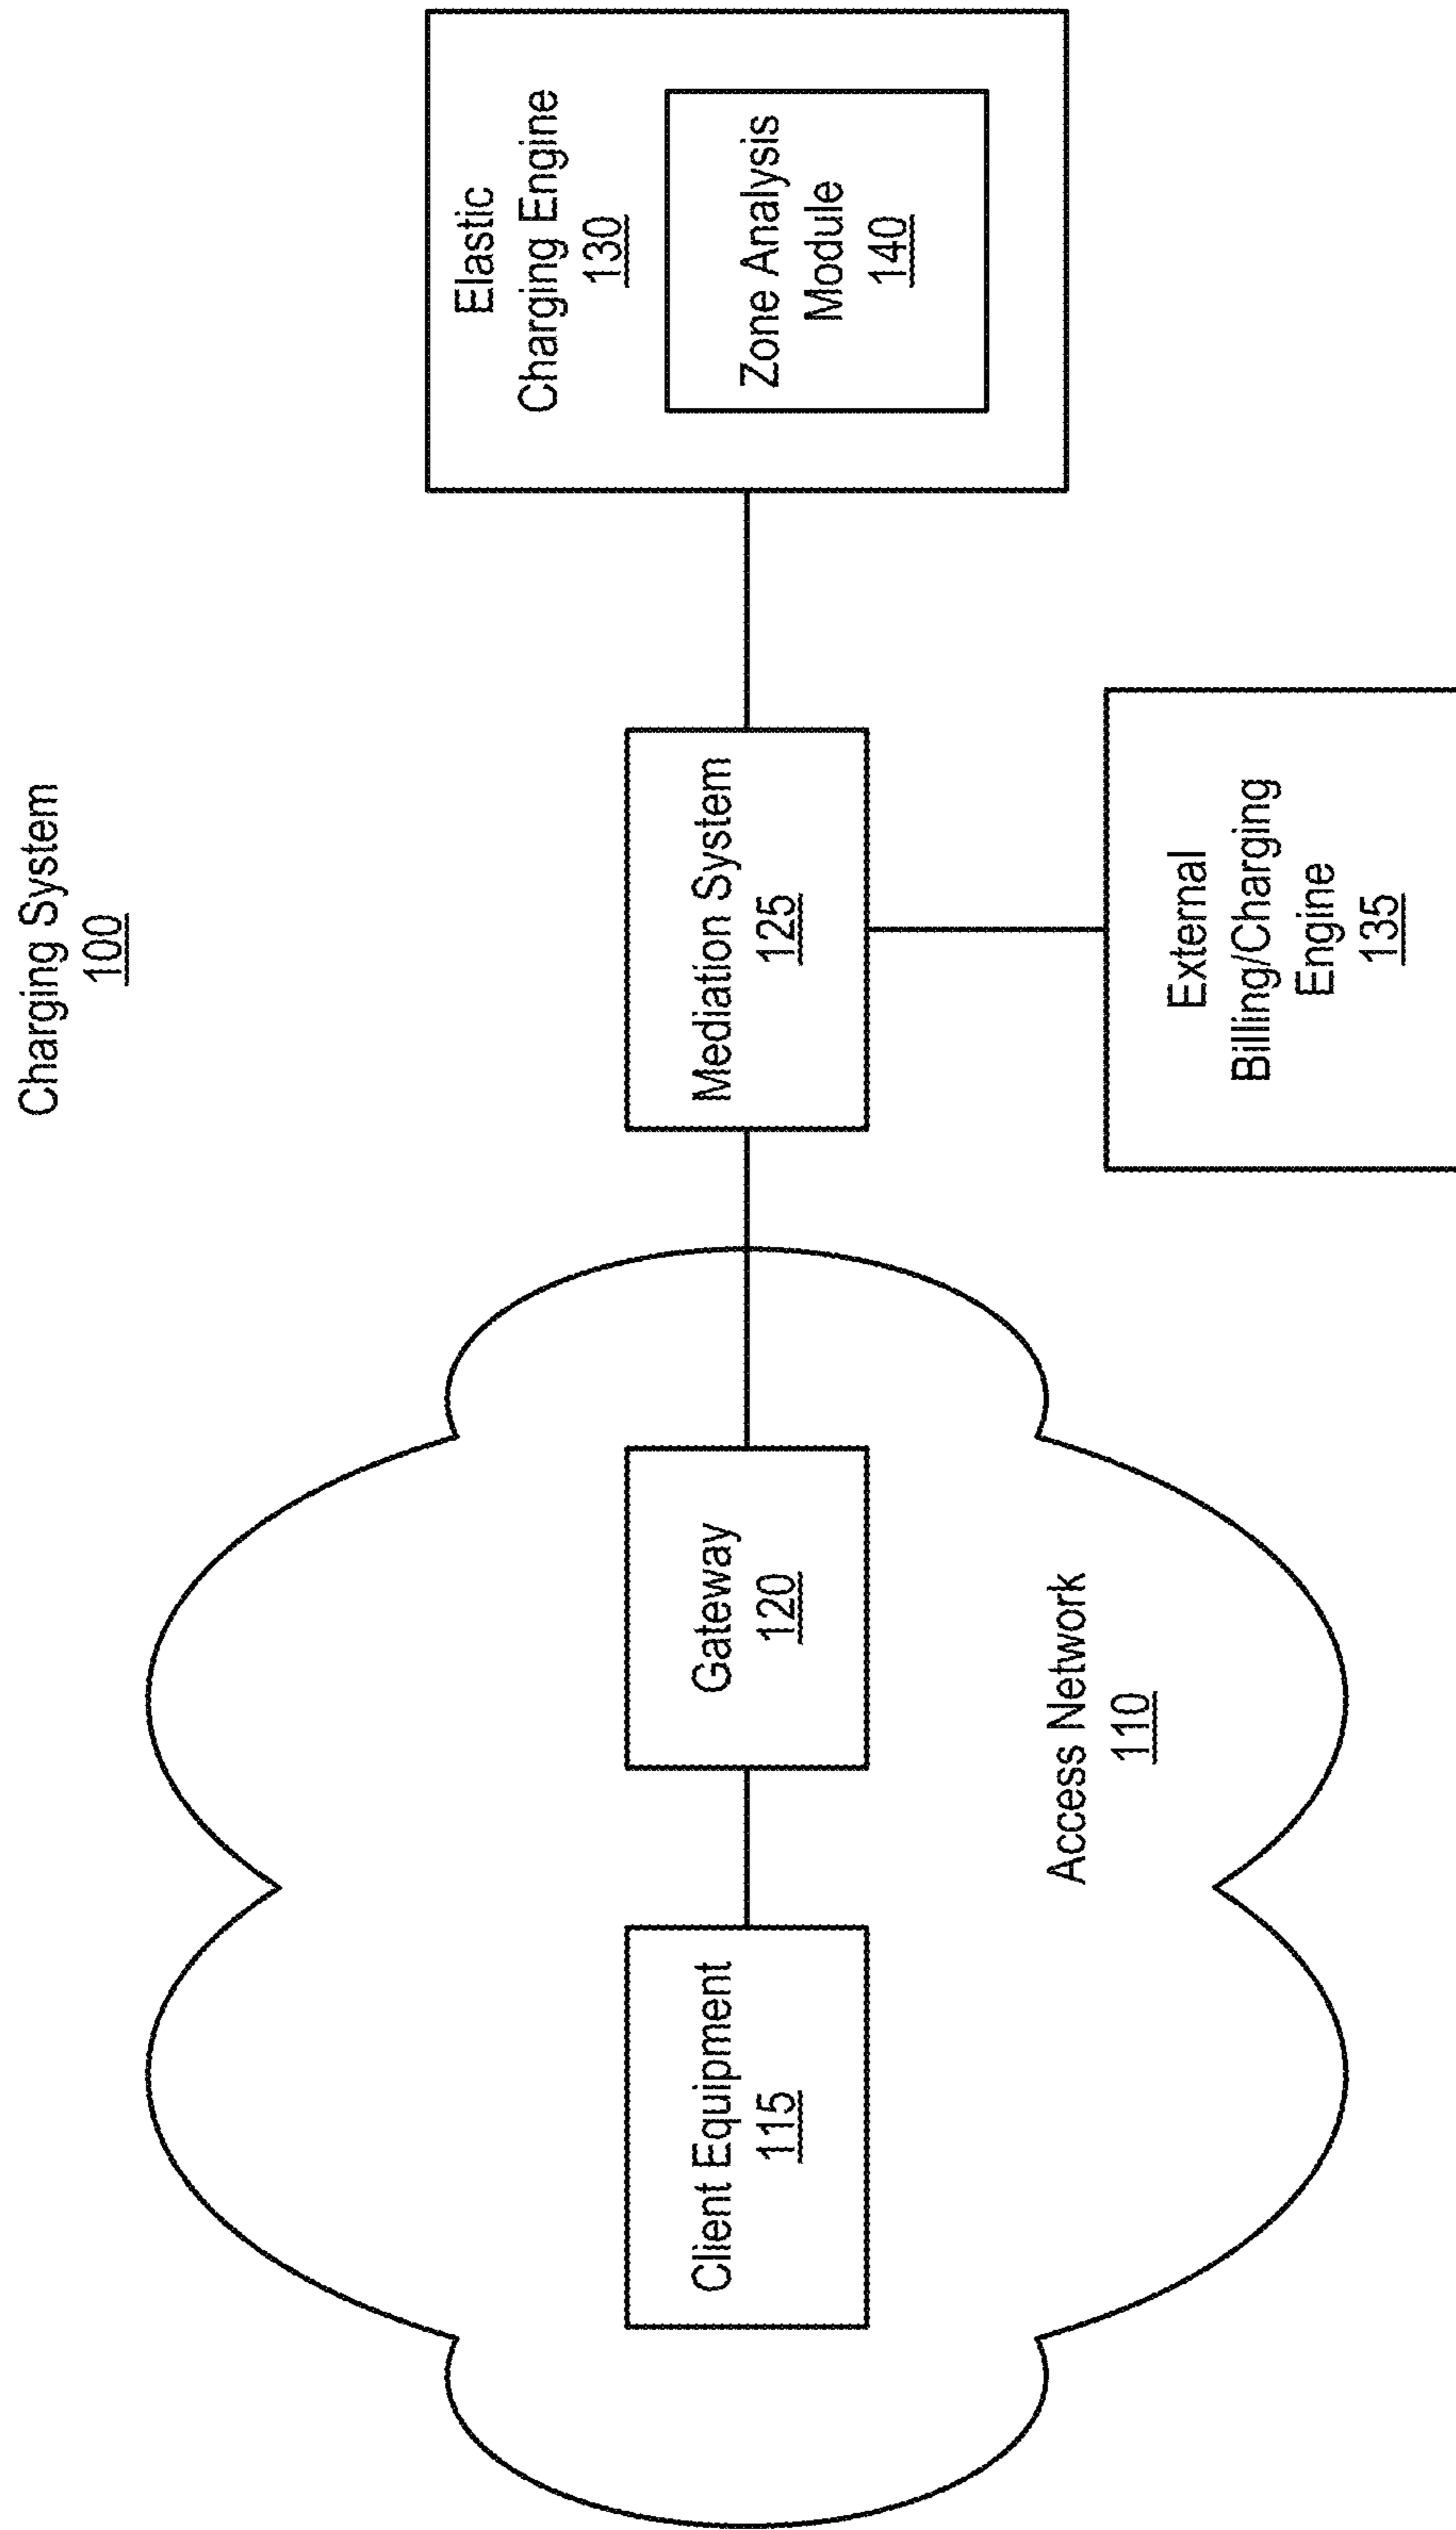 Charging System
100
Client Equipment
115
Gateway
120
Access Network
110
Mediation System
125
External
Billing/Charging
Engine
135
Elastic
Charging Engine
130
Zone Analysis
Module
140